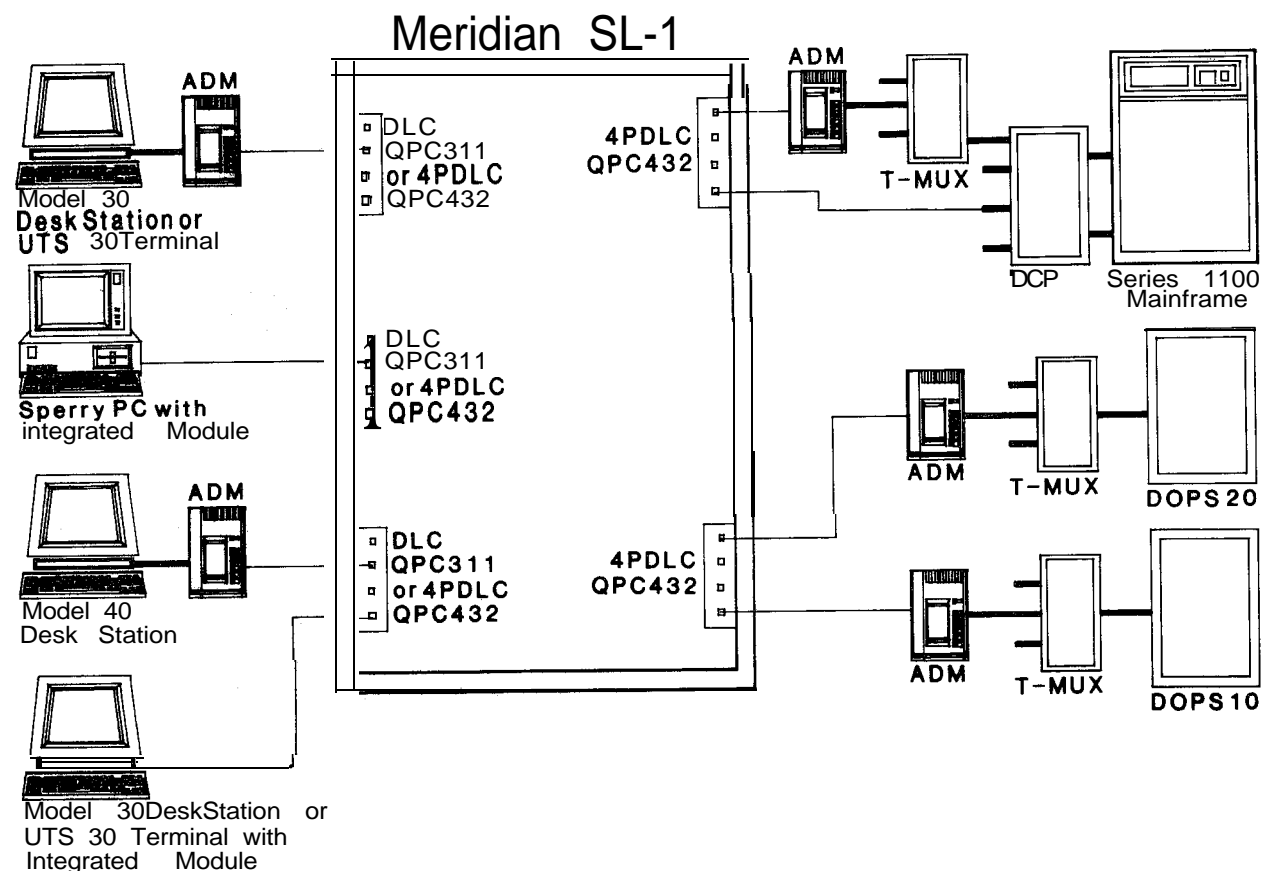 Meridian SL-1
ADM
Model 30
Desk Station or
UTS 30Terminal
DLC
QPC311
or 4PDLC
QPC432
Sperry PC with
integrated Module
DLC
QPC311
or 4PDLC
QPC432
ADM
Model 40
Desk Station
DLC
QPC311
or 4PDLC
QPC432
Model 30DeskStation or
UTS 30 Terminal with
Integrated Module
4PDLC
QPC432
ADM
T-MUX
DCP
Series 1100
Mainframe
4PDLC
QPC432
ADM
T-MUX
DOPS 20
ADM
T-MUX
DOPS 10